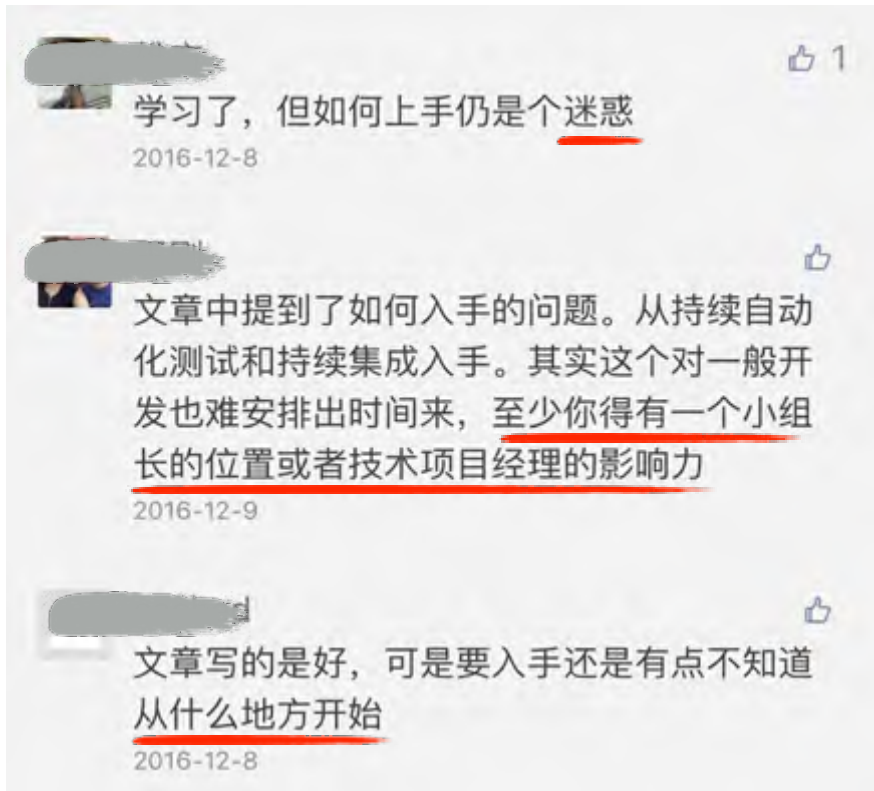 1
学习了，但如何上手仍是个迷惑
2016-12-8
文章中提到了如何入手的问题。从持续自动
化测试和持续集成入手。其实这个对一般开
发也难安排出时间来，至少你得有一个小组
长的位置或者技术项目经理的影响力
2016-12-9
文章写的是好，可是要入手还是有点不知道
从什么地方开始
2016-12-8